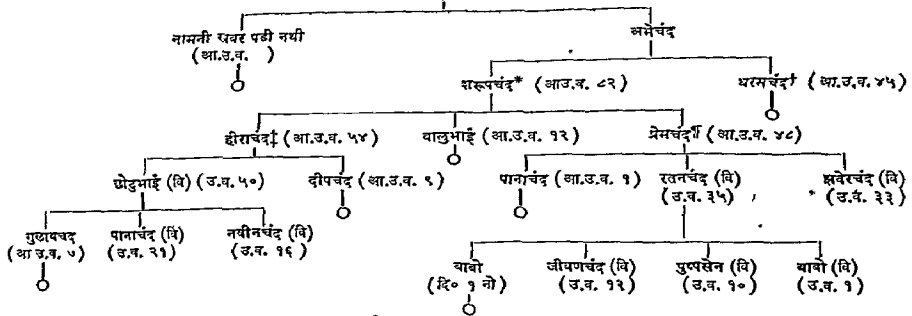 नामनी खबर पडी नथी अमेचंद
(आ.उ.व. )
शरूपचंद* (आ.उ.व. ८२) धरमचंद† (आ.उ.व. ४५)
हीराचंद‡ (आ.उ.व. ५४) वालुभाई (आ.उ.व. १२) प्रेमचंद¶ (आ.उ.व. ४८)
छोटुभाई (वि) (उ.व. ५०) दीपचंद (आ.उ.व. ९) पानाचंद (आ.उ.व. १) रतनचंद (वि) झवेरचंद (वि)
(उ.व. ३५) (उ.व. ३३)
गुलाबचंद पानाचंद (वि) नवीनचंद (वि)
(आ उ.व. ७) (उ.व. २१) (उ.व. १६)
बाबो जीवणचंद (वि) पुष्पसेन (वि) बाबो (वि)
(दि० १ नो) (उ.व. १२) (उ.व. १०) (उ.व. १)